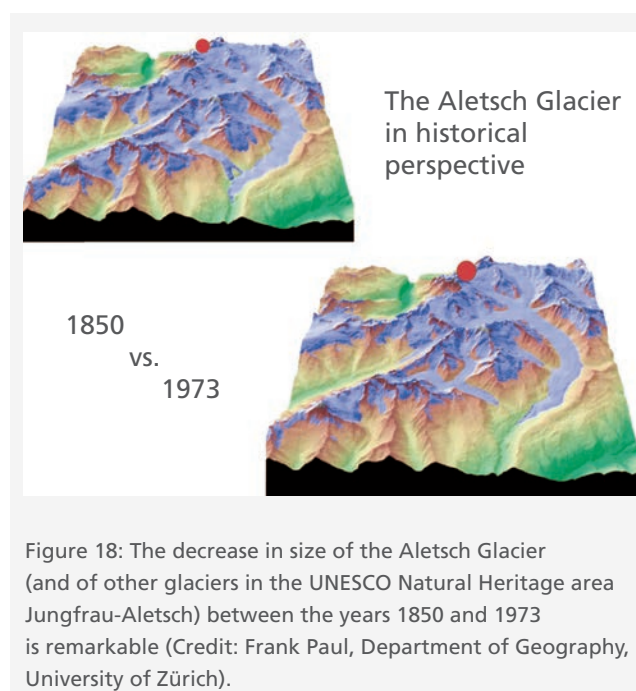 The Aletsch Glacier
in historical
perspective
1850
vs.
1973
Figure 18: The decrease in size of the Aletsch Glacier
(and of other glaciers in the UNESCO Natural Heritage area
Jungfrau-Aletsch) between the years 1850 and 1973
is remarkable (Credit: Frank Paul, Department of Geography,
University of Zürich).